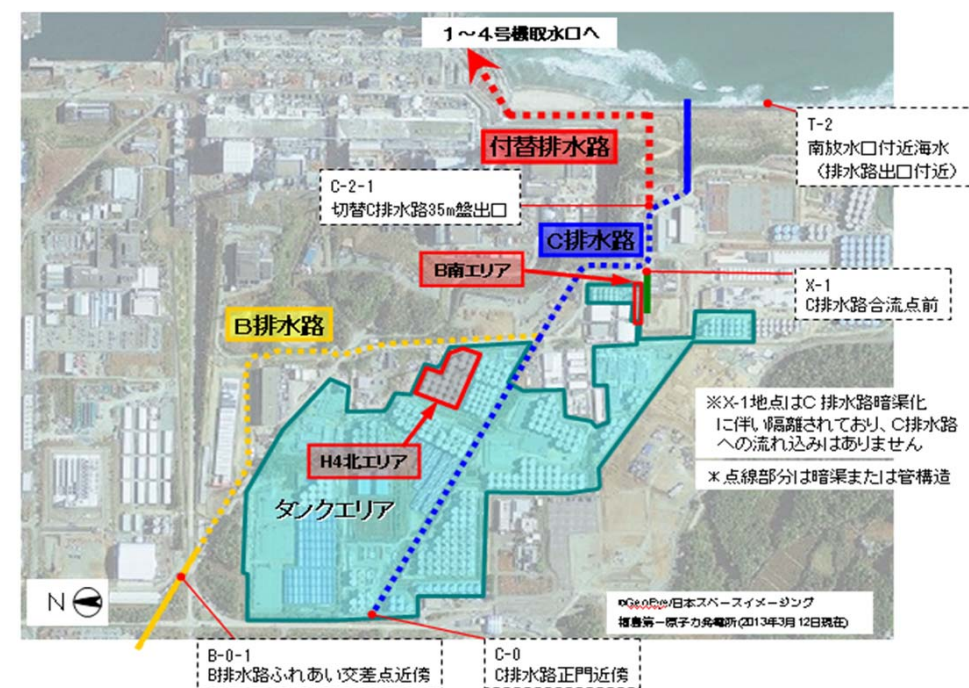 1～4号機取水口へ
付替排水路
T-2
南放水口付近海水
(排水路出口付近)
C-2-1
切替C排水路35m盤出口
C排水路
B南エリア
X-1
C排水路合流点前
B排水路
※X-1地点はC排水路暗渠化
に伴い隔離されており、C排水路
への流れ込みはありません
H4北エリア
＊点線部分は暗渠または管構造
タンクエリア
N
©GeoEye/日本スペースイメージング
福島第一原子力発電所(2013年3月12日現在)
B-0-1
B排水路ふれあい交差点近傍
C-0
C排水路正門近傍